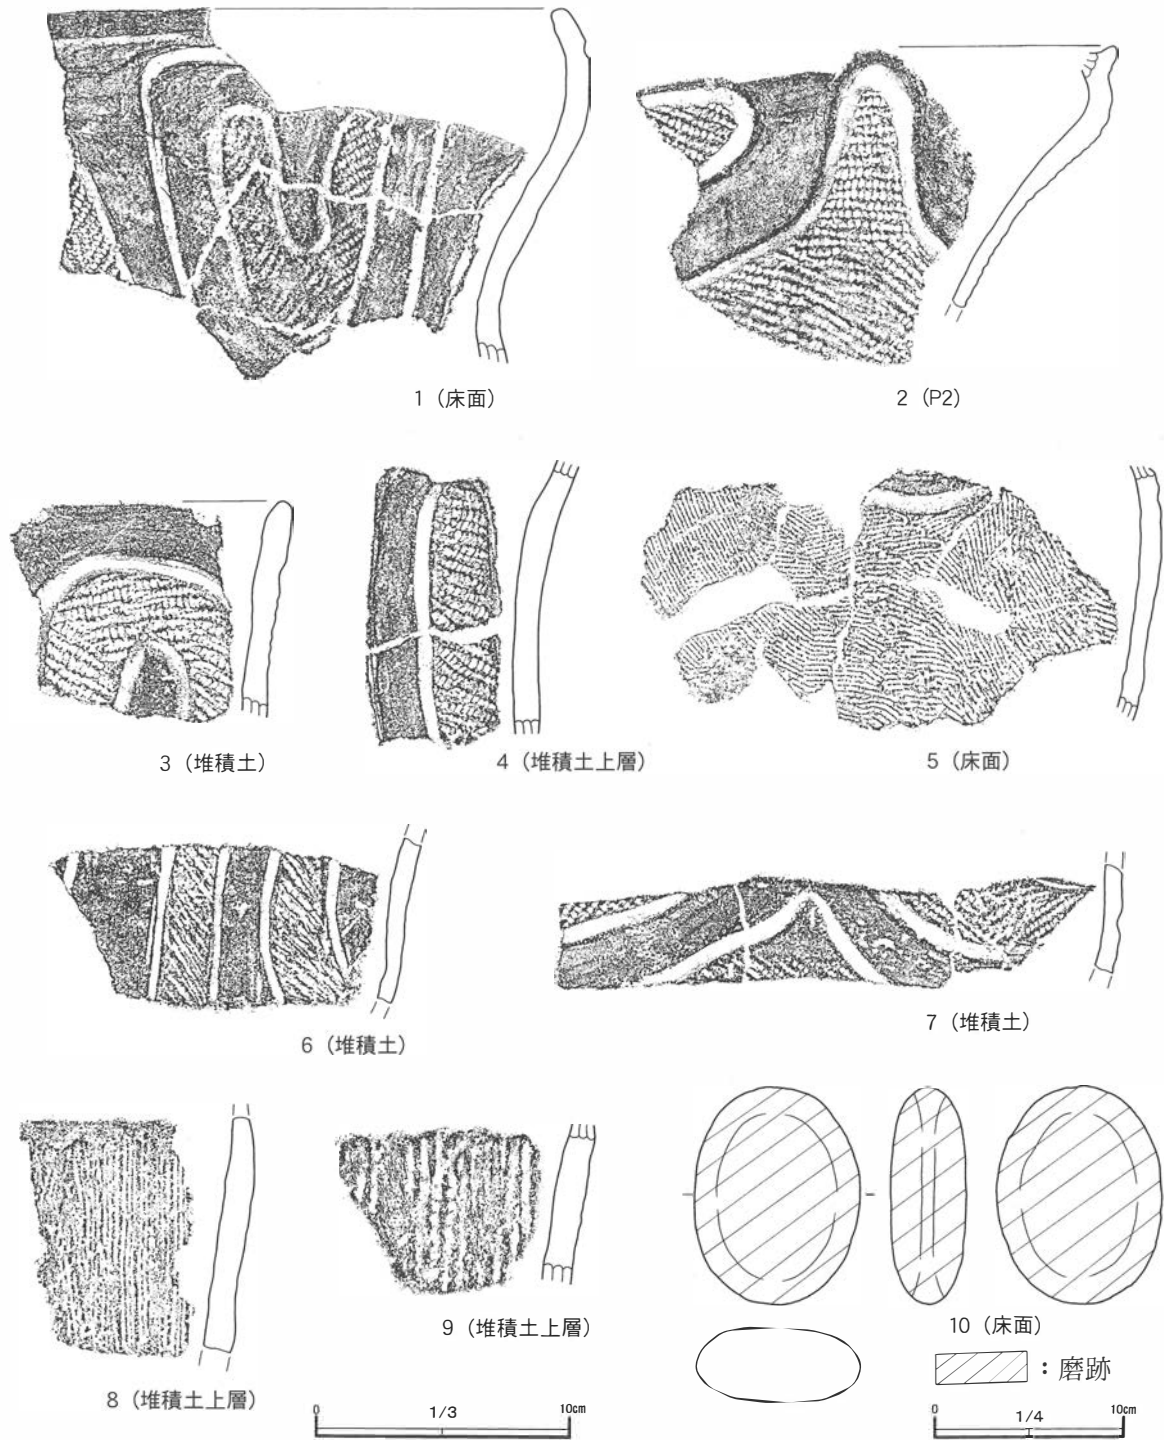 1（床面）
2（P2）
3（堆積土）
4（堆積土上層）
5（床面）
6（堆積土）
7（堆積土）
8（堆積土上層）
9（堆積土上層）
10（床面）
：磨跡
0 1/3 10cm
0 1/4 10cm